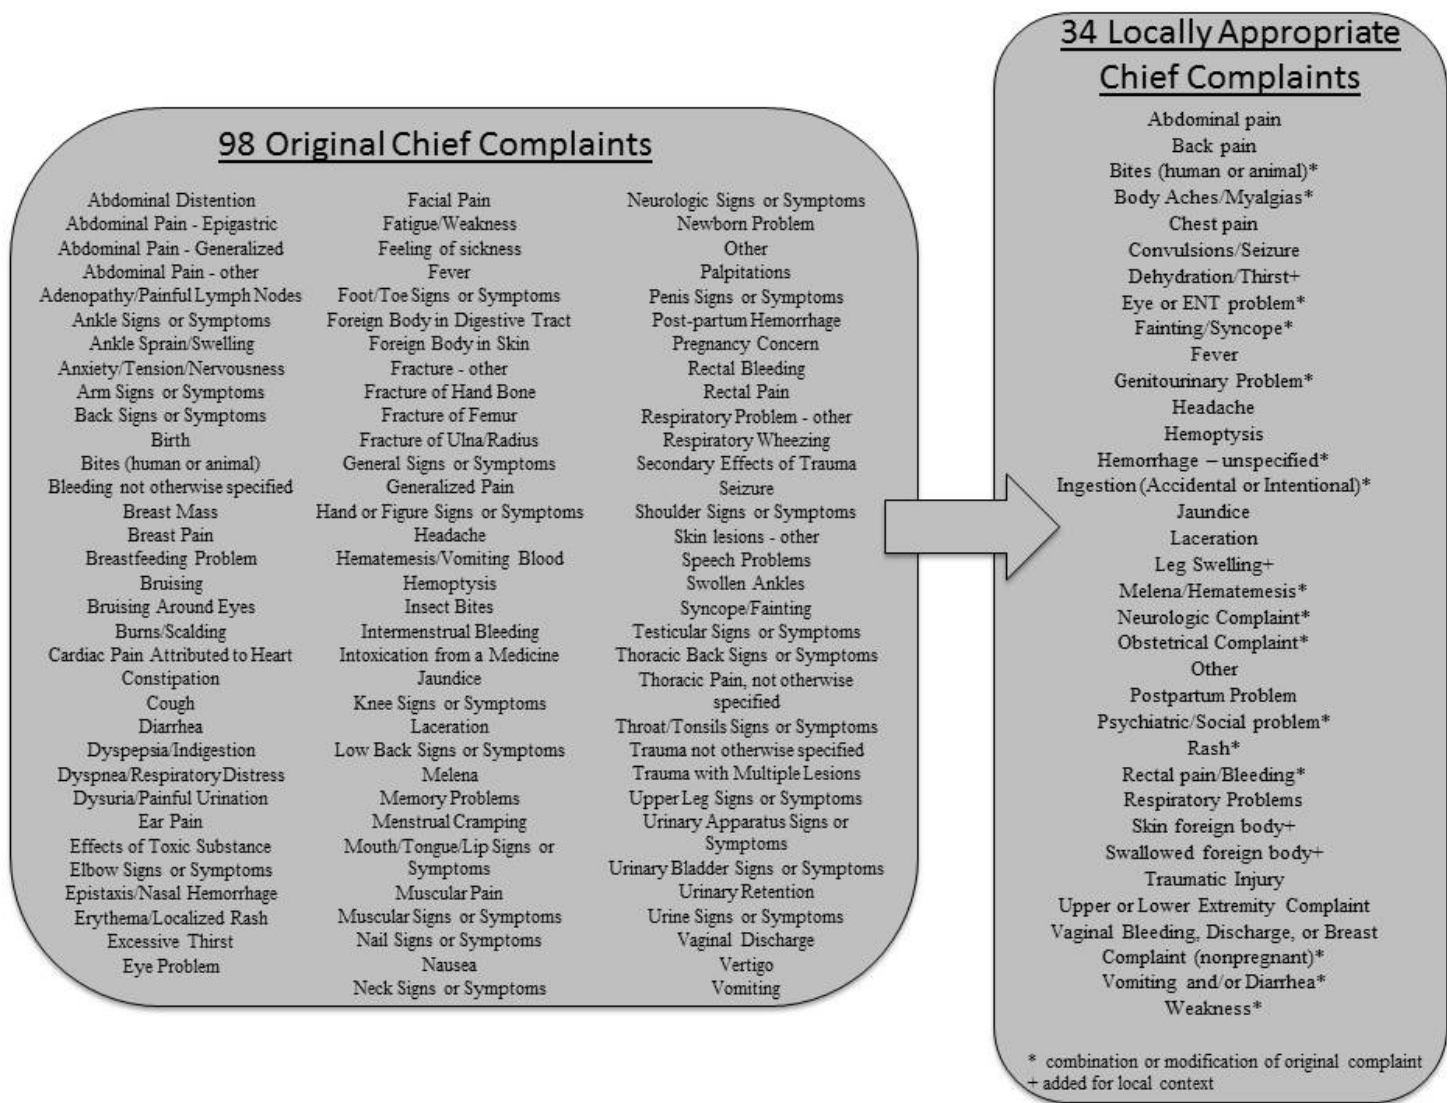 98 Original Chief Complaints
Abdominal Distention
Abdominal Pain - Epigastric
Abdominal Pain - Generalized
Abdominal Pain - other
Adenopathy/Painful Lymph Nodes
Ankle Signs or Symptoms
Ankle Sprain/Swelling
Anxiety/Tension/Nervousness
Arm Signs or Symptoms
Back Signs or Symptoms
Birth
Bites (human or animal)
Bleeding not otherwise specified
Breast Mass
Breast Pain
Breastfeeding Problem
Bruising
Bruising Around Eyes
Burns/Scalding
Cardiac Pain Attributed to Heart
Constipation
Cough
Diarrhea
Dyspepsia/Indigestion
Dyspnea/Respiratory Distress
Dysuria/Painful Urination
Ear Pain
Effects of Toxic Substance
Elbow Signs or Symptoms
Epistaxis/Nasal Hemorrhage
Erythema/Localized Rash
Excessive Thirst
Eye Problem
Facial Pain
Fatigue/Weakness
Feeling of sickness
Fever
Foot/Toe Signs or Symptoms
Foreign Body in Digestive Tract
Foreign Body in Skin
Fracture - other
Fracture of Hand Bone
Fracture of Femur
Fracture of Ulna/Radius
General Signs or Symptoms
Generalized Pain
Hand or Figure Signs or Symptoms
Headache
Hematemesis/Vomiting Blood
Hemoptysis
Insect Bites
Intermenstrual Bleeding
Intoxication from a Medicine
Jaundice
Knee Signs or Symptoms
Laceration
Low Back Signs or Symptoms
Melena
Memory Problems
Menstrual Cramping
Mouth/Tongue/Lip Signs or
Symptoms
Muscular Pain
Muscular Signs or Symptoms
Nail Signs or Symptoms
Nausea
Neck Signs or Symptoms
Neurologic Signs or Symptoms
Newborn Problem
Other
Palpitations
Penis Signs or Symptoms
Post-partum Hemorrhage
Pregnancy Concern
Rectal Bleeding
Rectal Pain
Respiratory Problem - other
Respiratory Wheezing
Secondary Effects of Trauma
Seizure
Shoulder Signs or Symptoms
Skin lesions - other
Speech Problems
Swollen Ankles
Syncope/Fainting
Testicular Signs or Symptoms
Thoracic Back Signs or Symptoms
Thoracic Pain, not otherwise
specified
Throat/Tonsils Signs or Symptoms
Trauma not otherwise specified
Trauma with Multiple Lesions
Upper Leg Signs or Symptoms
Urinary Apparatus Signs or
Symptoms
Urinary Bladder Signs or Symptoms
Urinary Retention
Urine Signs or Symptoms
Vaginal Discharge
Vertigo
Vomiting
34 Locally Appropriate
Chief Complaints
Abdominal pain
Back pain
Bites (human or animal)*
Body Aches/Myalgias*
Chest pain
Convulsions/Seizure
Dehydration/Thirst+
Eye or ENT problem*
Fainting/Syncope*
Fever
Genitourinary Problem*
Headache
Hemoptysis
Hemorrhage – unspecified*
Ingestion (Accidental or Intentional)*
Jaundice
Laceration
Leg Swelling+
Melena/Hematemesis*
Neurologic Complaint*
Obstetrical Complaint*
Other
Postpartum Problem
Psychiatric/Social problem*
Rash*
Rectal pain/Bleeding*
Respiratory Problems
Skin foreign body+
Swallowed foreign body+
Traumatic Injury
Upper or Lower Extremity Complaint
Vaginal Bleeding, Discharge, or Breast
Complaint (nonpregnant)*
Vomiting and/or Diarrhea*
Weakness*
* combination or modification of original complaint
+ added for local context